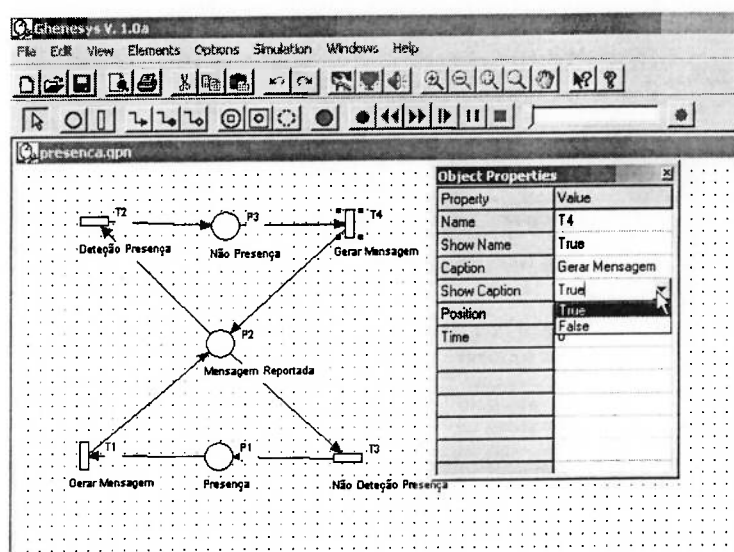 Ghenesys V. 1.0a
File Edit View Elements Options Simulation Windows Help
presenca.gpn
Object Properties
Property Value
Name T4
Show Name True
Caption Gerar Mensagem
Show Caption True
True
False
Position
Time 0
T2
Deteção Presença
P3
Não Presença
T4
Gerar Mensagem
P2
Mensagem Reportada
T1
Gerar Mensagem
P1
Presença
T3
Não Deteção Presença